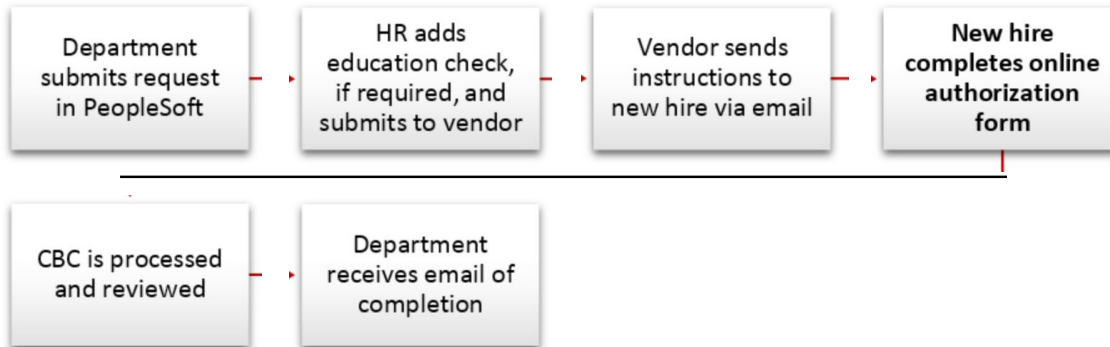 Department
submits request
in PeopleSoft
HR adds
education check,
if required, and
submits to vendor
Vendor sends
instructions to
new hire via email
New hire
completes online
authorization
form
CBC is processed
and reviewed
Department
receives email of
completion